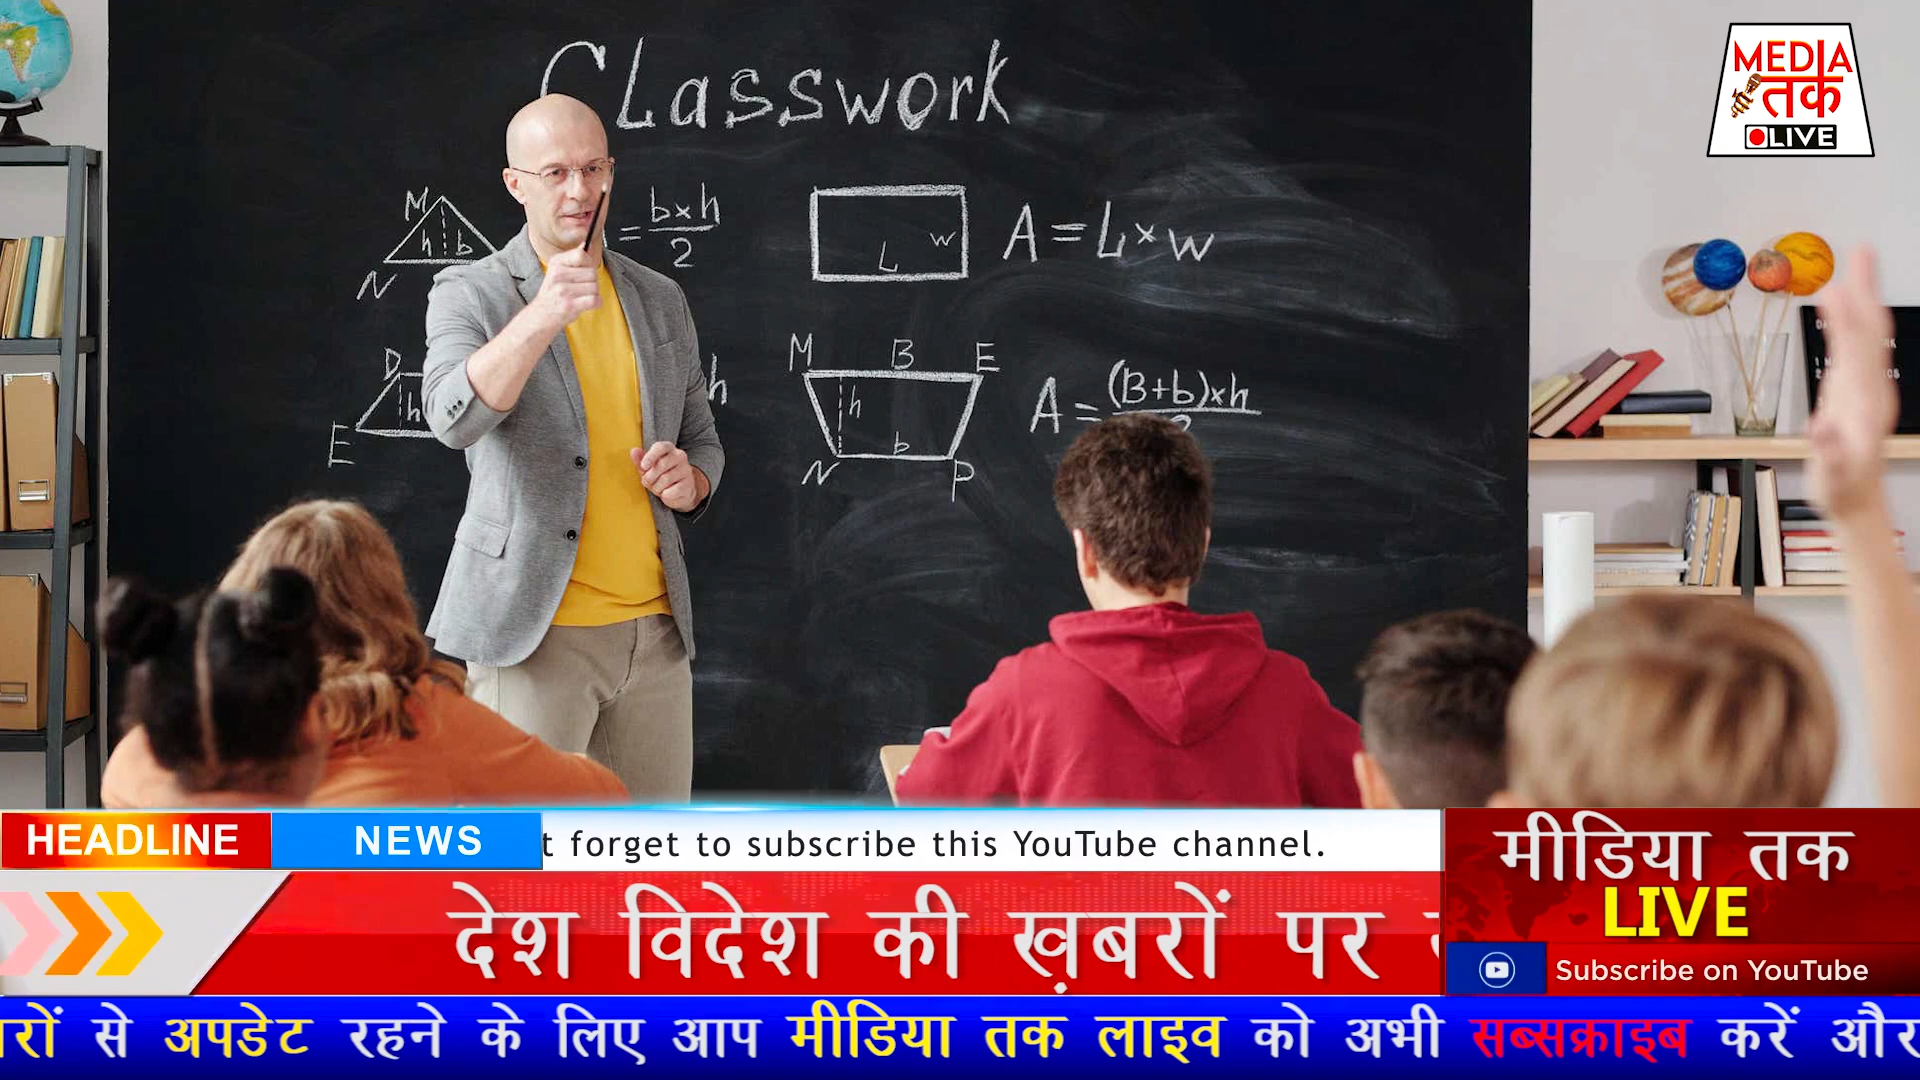 Classwork
MEDIA
तक
LIVE
M
h b
N
= b×h
2
L
W
A = L×W
D
h
E
h
M B E
h
b
N P
A = (B+b)×h
HEADLINE
NEWS
t forget to subscribe this YouTube channel.
देश विदेश की ख़बरों पर
मीडिया तक
LIVE
Subscribe on YouTube
रों से अपडेट रहने के लिए आप मीडिया तक लाइव को अभी सब्सक्राइब करें और